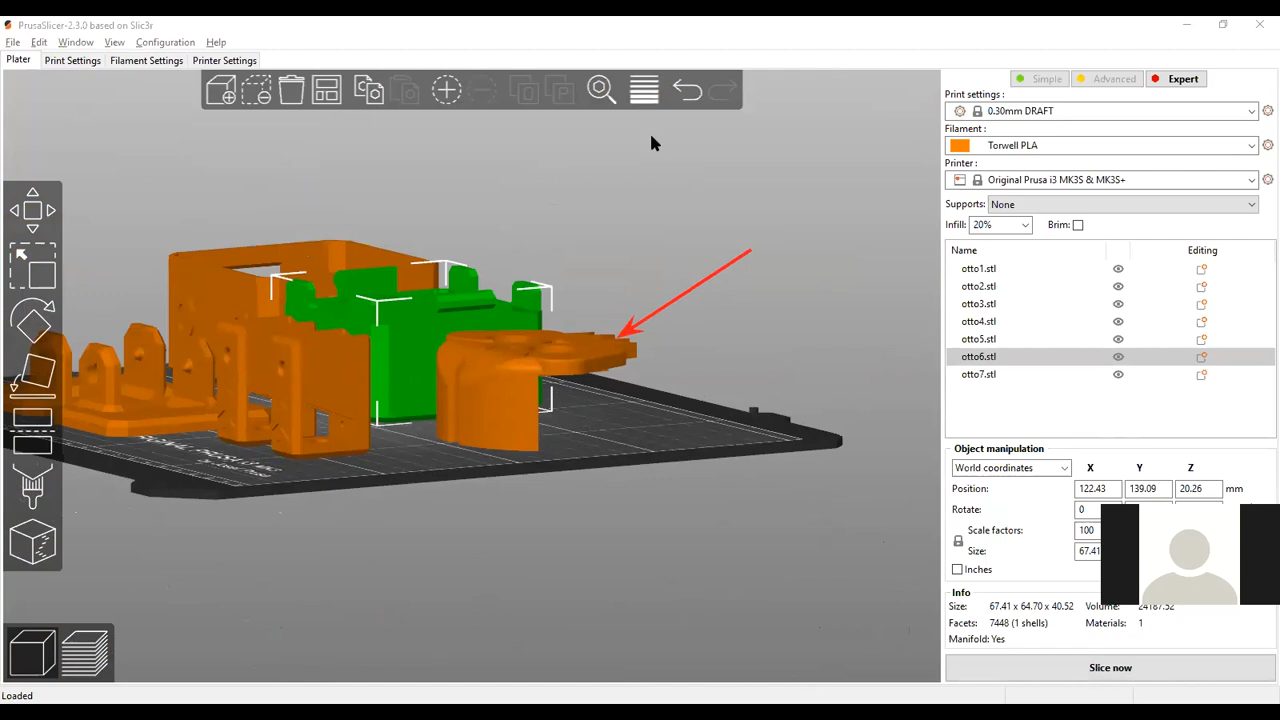 PrusaSlicer-2.3.0 based on Slic3r
File Edit Window View Configuration Help
Plater Print Settings Filament Settings Printer Settings
Simple Advanced Expert
Print settings :
0.30mm DRAFT
Filament :
Torwell PLA
Printer :
Original Prusa i3 MK3S & MK3S+
Supports: None
Infill: 20% Brim:
Name Editing
otto1.stl
otto2.stl
otto3.stl
otto4.stl
otto5.stl
otto6.stl
otto7.stl
Object manipulation
World coordinates X Y Z
Position: 122.43 139.09 20.26 mm
Rotate: 0
Scale factors: 100
Size: 67.41
Inches
Info
Size: 67.41 x 64.70 x 40.52 Volume: 24187.52
Facets: 7448 (1 shells) Materials: 1
Manifold: Yes
Slice now
Loaded